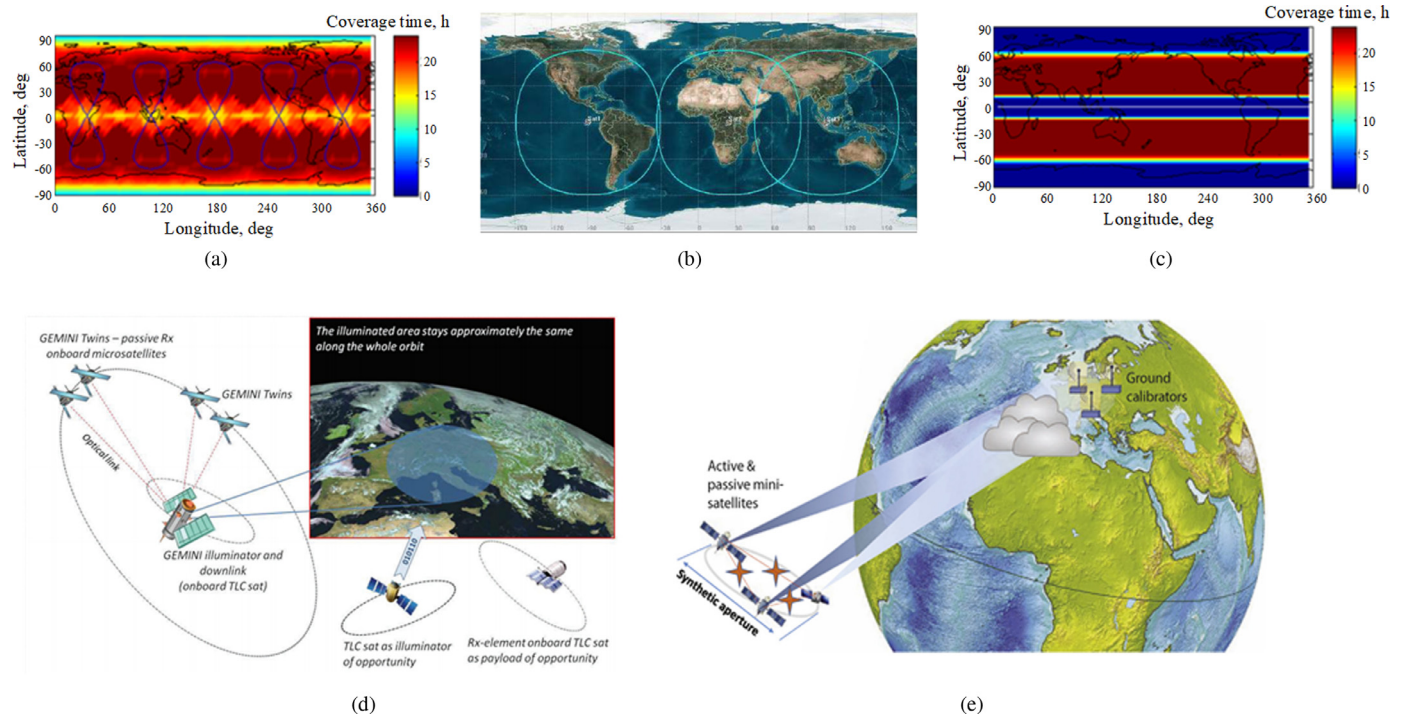 Coverage time, h
90
60
30
0
-30
-60
-90
Latitude, deg
0 60 120 180 240 300 360
Longitude, deg
20
15
10
5
0
(a)
Sat1
Sat3
(b)
Coverage time, h
90
60
30
0
-30
-60
-90
Latitude, deg
0 60 120 180 240 300 360
Longitude, deg
20
15
10
5
0
(c)
GEMINI Twins – passive Rx
onboard microsatellites
GEMINI Twins
Optical link
GEMINI illuminator and
downlink
(onboard TLC sat)
The illuminated area stays approximately the same
along the whole orbit
010110
TLC sat as illuminator
of opportunity
Rx-element onboard TLC sat
as payload of opportunity
(d)
Ground
calibrators
Active &
passive mini-
satellites
Synthetic aperture
(e)